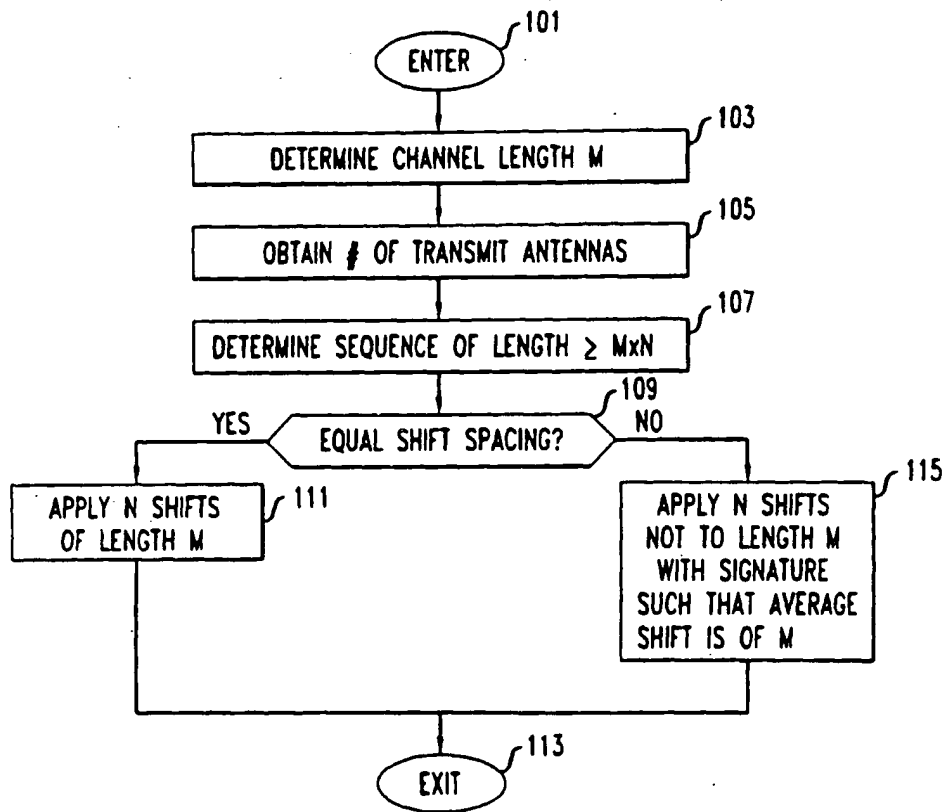 101
ENTER
103
DETERMINE CHANNEL LENGTH M
105
OBTAIN # OF TRANSMIT ANTENNAS
107
DETERMINE SEQUENCE OF LENGTH ≥ MxN
109
YES
EQUAL SHIFT SPACING?
NO
111
APPLY N SHIFTS
OF LENGTH M
115
APPLY N SHIFTS
NOT TO LENGTH M
WITH SIGNATURE
SUCH THAT AVERAGE
SHIFT IS OF M
113
EXIT